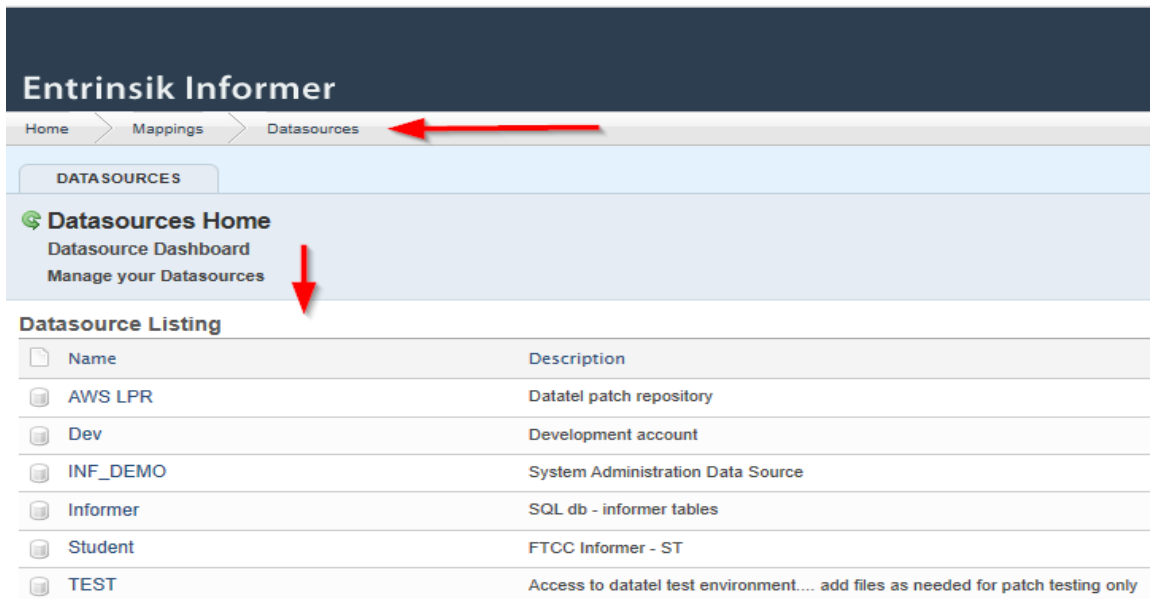 Entrinsik Informer
Home Mappings Datasources
DATASOURCES
Datasources Home
Datasource Dashboard
Manage your Datasources
Datasource Listing
Name Description
AWS LPR Datatel patch repository
Dev Development account
INF_DEMO System Administration Data Source
Informer SQL db - informer tables
Student FTCC Informer - ST
TEST Access to datatel test environment.... add files as needed for patch testing only